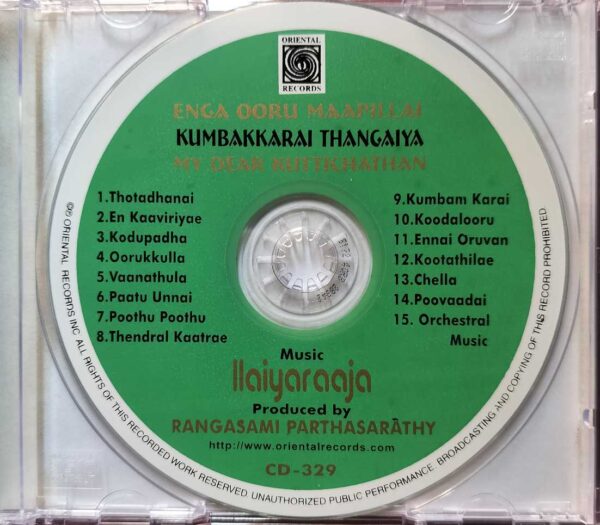 ORIENTAL
RECORDS
ENGA OORU MAAPILLAI
KUMBAKKARAI THANGAIYA
MY DEAR KUTTICHATHAN
1.Thotadhanai
2.En Kaaviriyae
3.Kodupadha
4.Oorukkulla
5.Vaanathula
6.Paatu Unnai
7.Poothu Poothu
8.Thendral Kaatrae
9.Kumbam Karai
10.Koodalooru
11.Ennai Oruvan
12.Kootathilae
13.Chella
14.Poovaadai
15. Orchestral
Music
Music
Ilaiyaraaja
Produced by
RANGASAMI PARTHASARATHY
http://www.orientalrecords.com
CD-329
©℗ ORIENTAL RECORDS INC. ALL RIGHTS OF THIS RECORDED WORK RESERVED. UNAUTHORIZED PUBLIC PERFORMANCE, BROADCASTING AND COPYING OF THIS RECORD PROHIBITED.